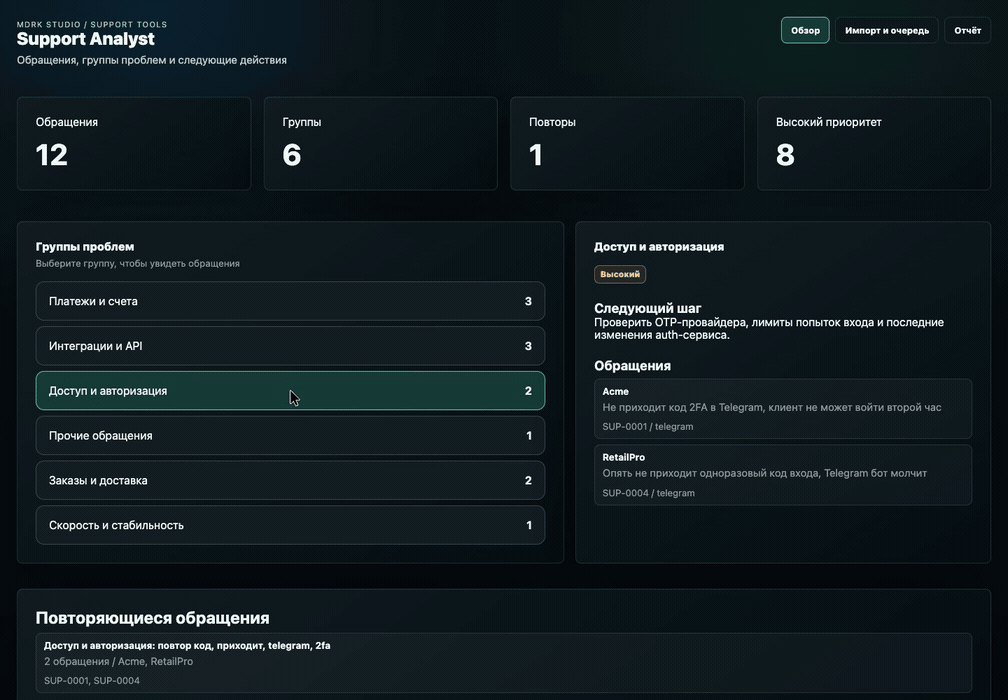 MDRK STUDIO / SUPPORT TOOLS
Support Analyst
Обращения, группы проблем и следующие действия
Обзор
Импорт и очередь
Отчёт
Обращения
12
Группы
6
Повторы
1
Высокий приоритет
8
Группы проблем
Выберите группу, чтобы увидеть обращения
Платежи и счета 3
Интеграции и API 3
Доступ и авторизация 2
Прочие обращения 1
Заказы и доставка 2
Скорость и стабильность 1
Доступ и авторизация
Высокий
Следующий шаг
Проверить OTP-провайдера, лимиты попыток входа и последние
изменения auth-сервиса.
Обращения
Acme
Не приходит код 2FA в Telegram, клиент не может войти второй час
SUP-0001 / telegram
RetailPro
Опять не приходит одноразовый код входа, Telegram бот молчит
SUP-0004 / telegram
Повторяющиеся обращения
Доступ и авторизация: повтор код, приходит, telegram, 2fa
2 обращения / Acme, RetailPro
SUP-0001, SUP-0004